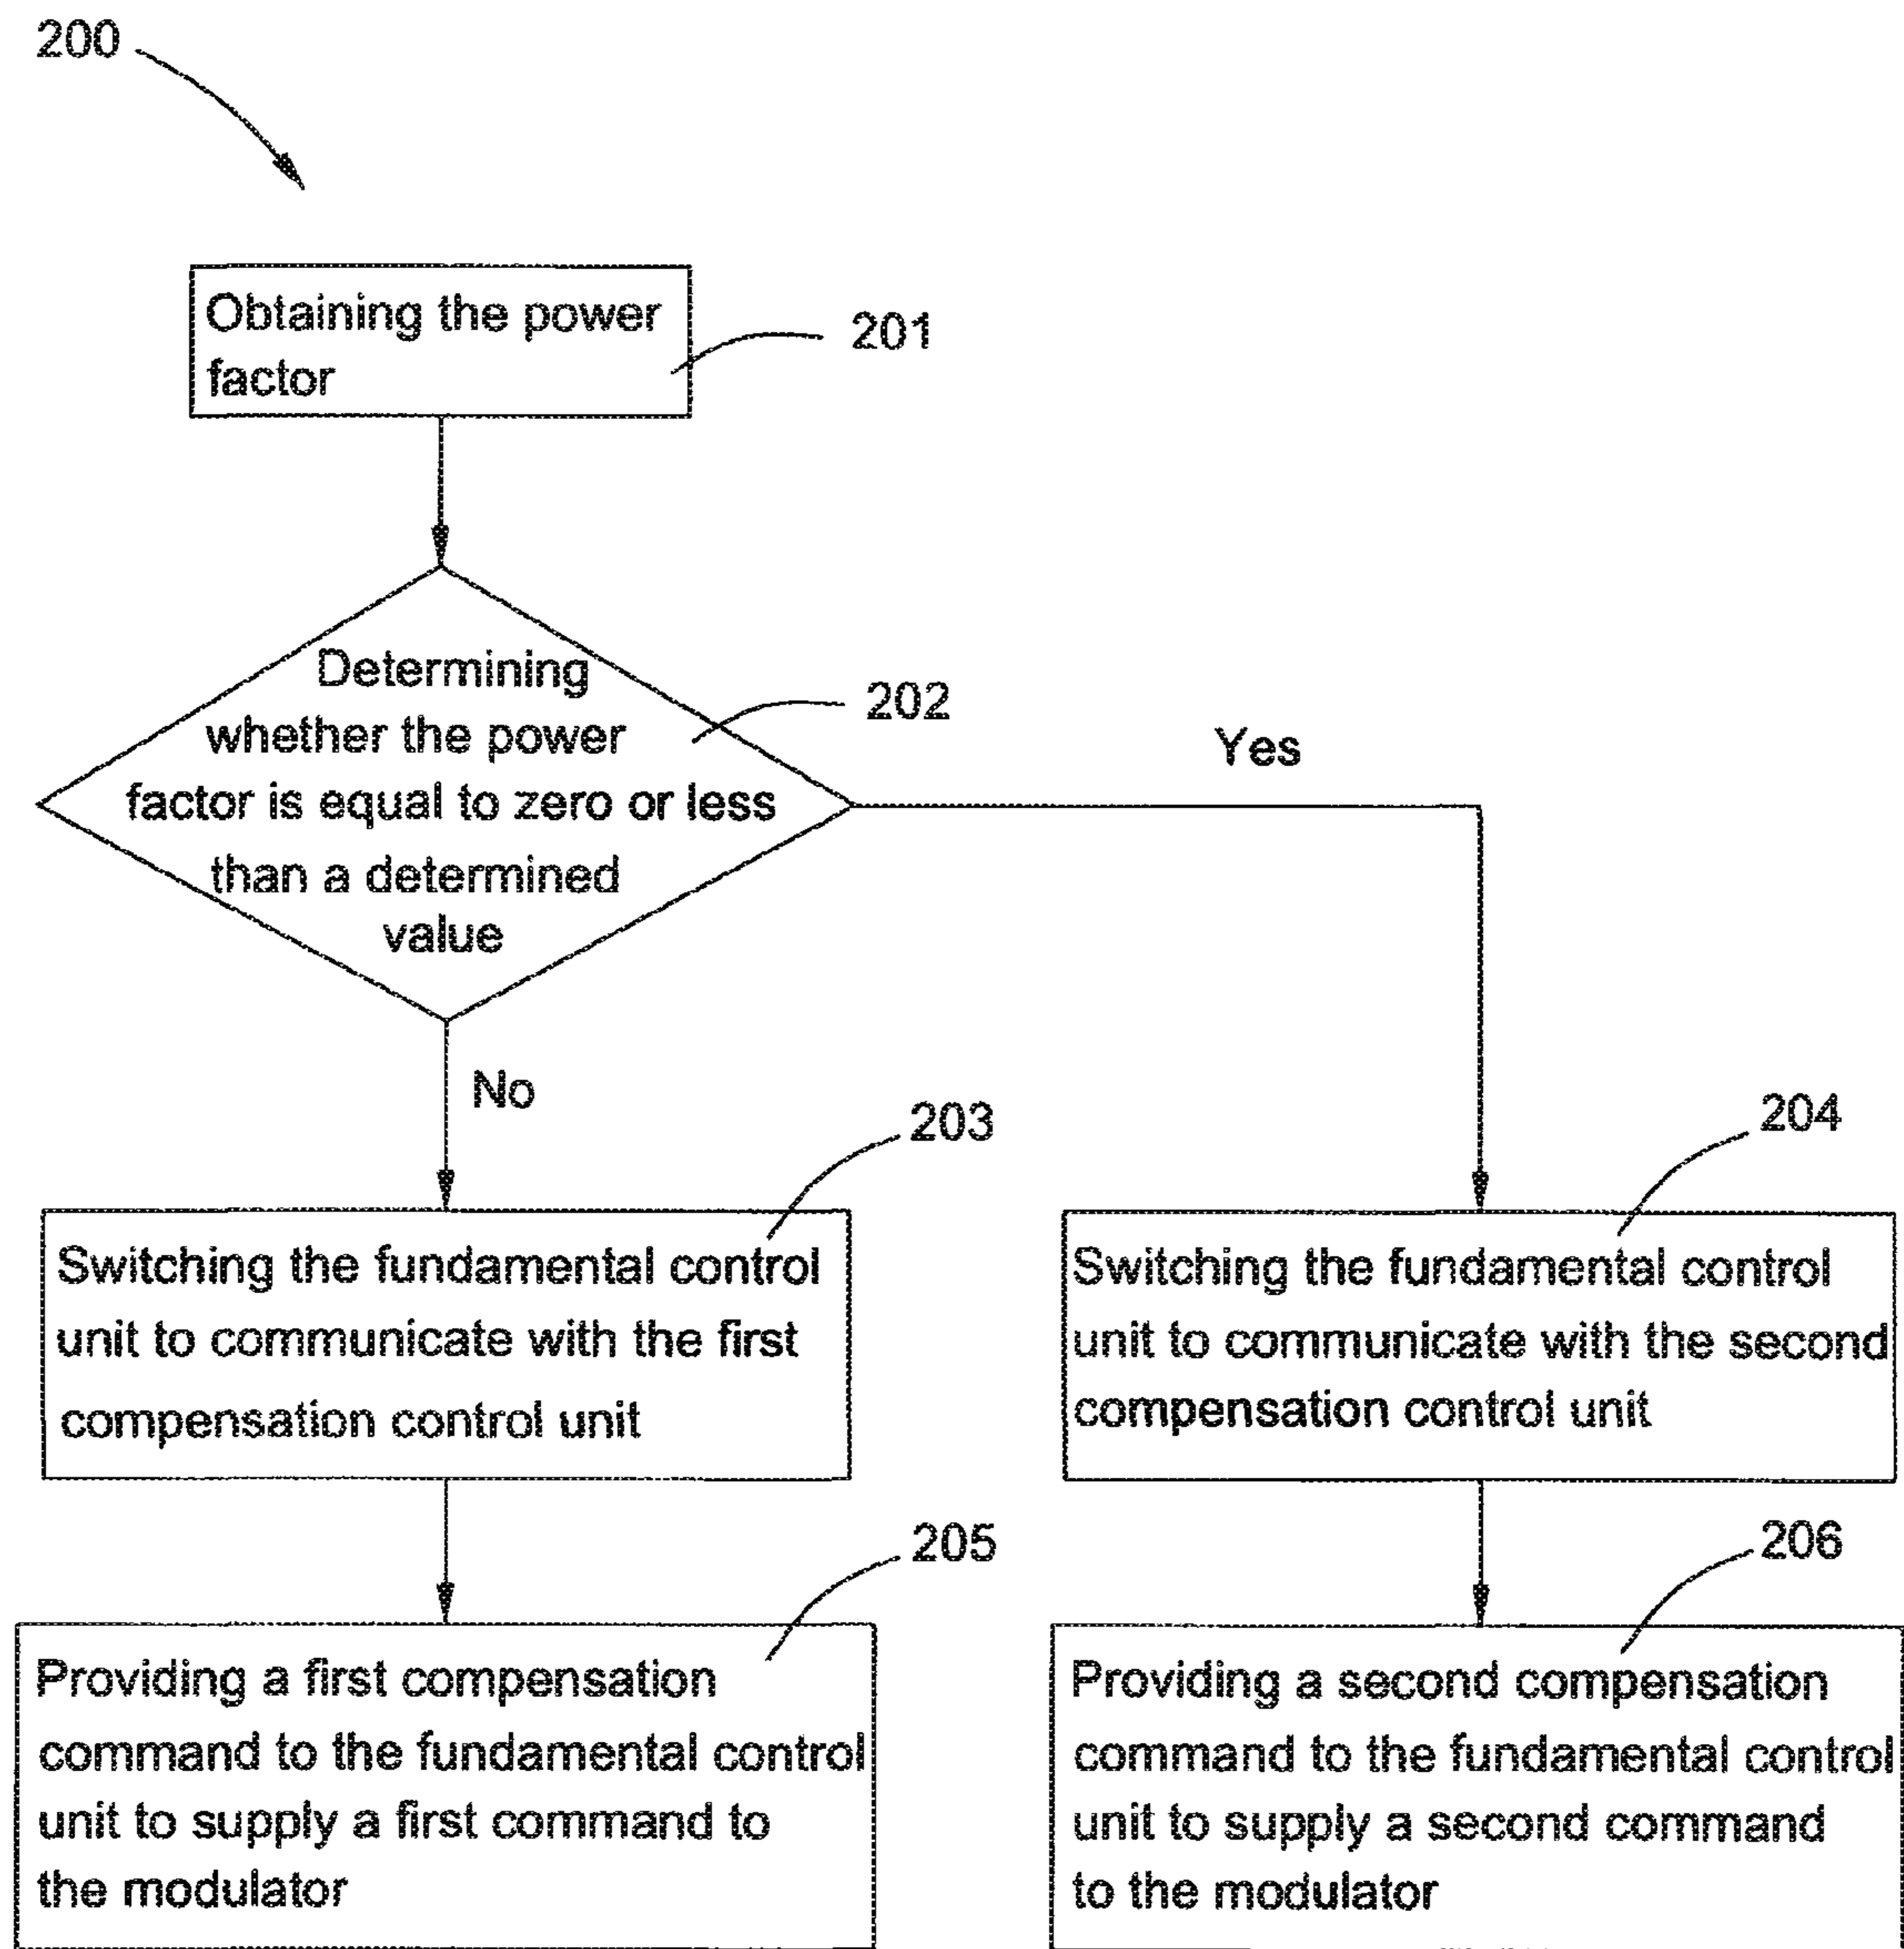 200
Obtaining the power
factor
201
Determining
whether the power
factor is equal to zero or less
than a determined
value
202
Yes
No
203
Switching the fundamental control
unit to communicate with the first
compensation control unit
204
Switching the fundamental control
unit to communicate with the second
compensation control unit
205
Providing a first compensation
command to the fundamental control
unit to supply a first command to
the modulator
206
Providing a second compensation
command to the fundamental control
unit to supply a second command
to the modulator